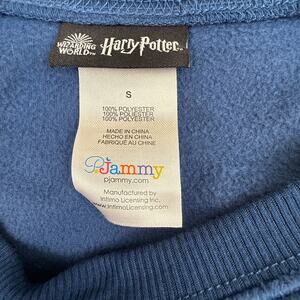 WIZARDING
WORLD
Harry Potter
S
100% POLYESTER
100% POLIÉSTER
100% POLYESTER
MADE IN CHINA
HECHO EN CHINA
FABRIQUÉ AU CHINE
PJammy
pjammy.com
Manufactured by
Intimo Licensing, Inc.
www.IntimoLicensing.com